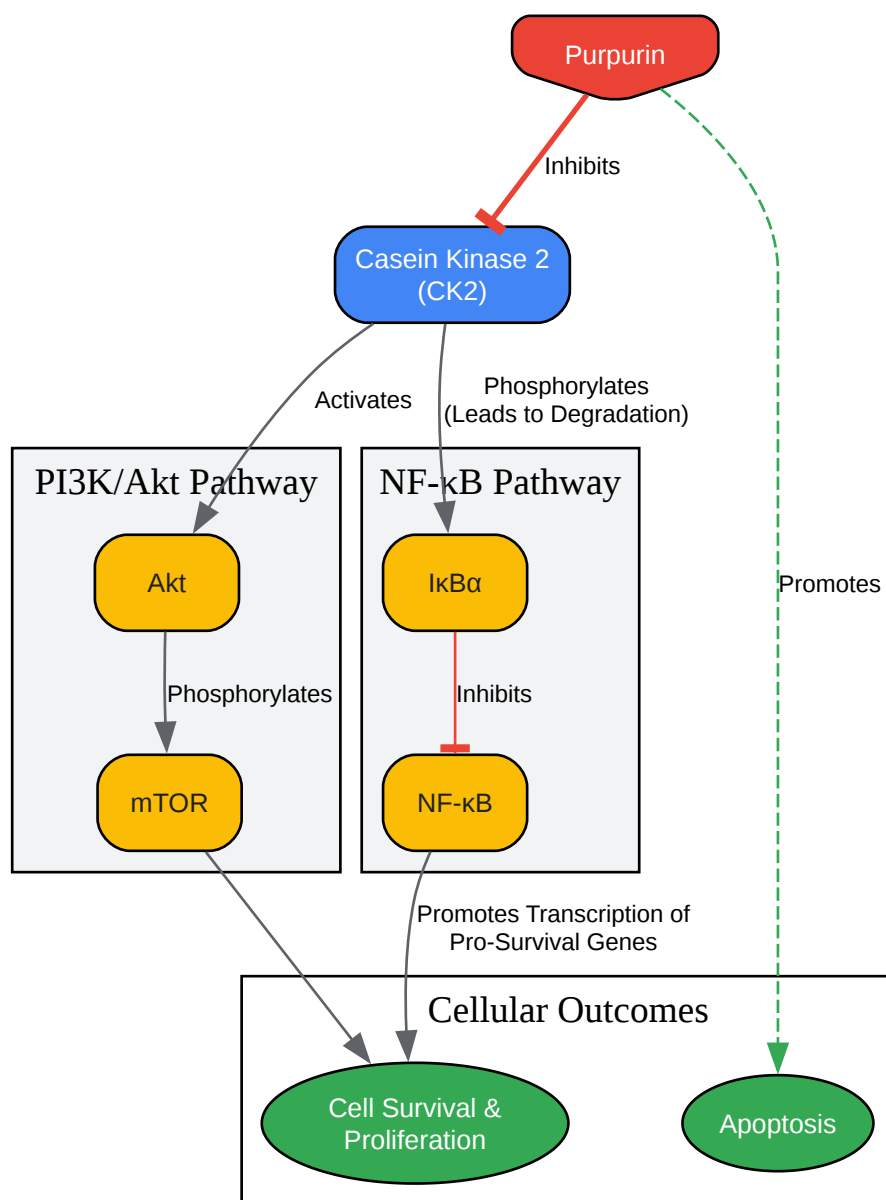 Purpurin
Inhibits
Casein Kinase 2
(CK2)
Activates
Phosphorylates
(Leads to Degradation)
PI3K/Akt Pathway
NF-κB Pathway
Akt
IκBα
Promotes
Phosphorylates
Inhibits
mTOR
NF-κB
Promotes Transcription of
Pro-Survival Genes
Cellular Outcomes
Cell Survival &
Proliferation
Apoptosis